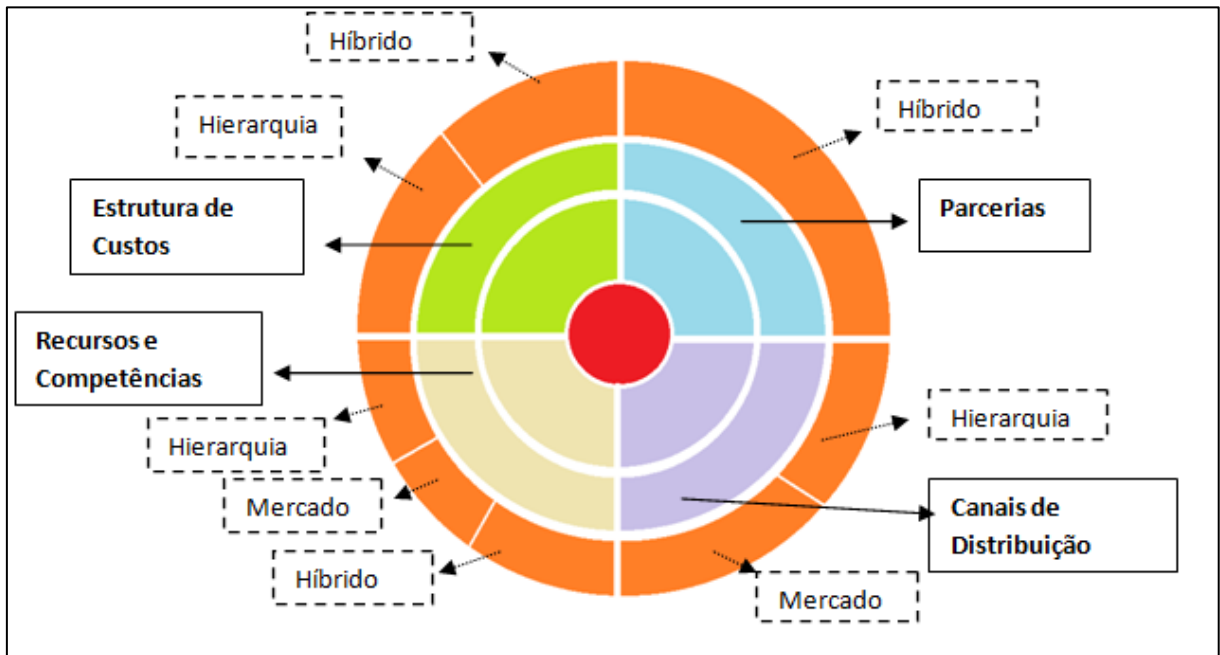 Híbrido
Híbrido
Hierarquia
Estrutura de
Custos
Parcerias
Recursos e
Competências
Hierarquia
Hierarquia
Mercado
Canais de
Distribuição
Híbrido
Mercado